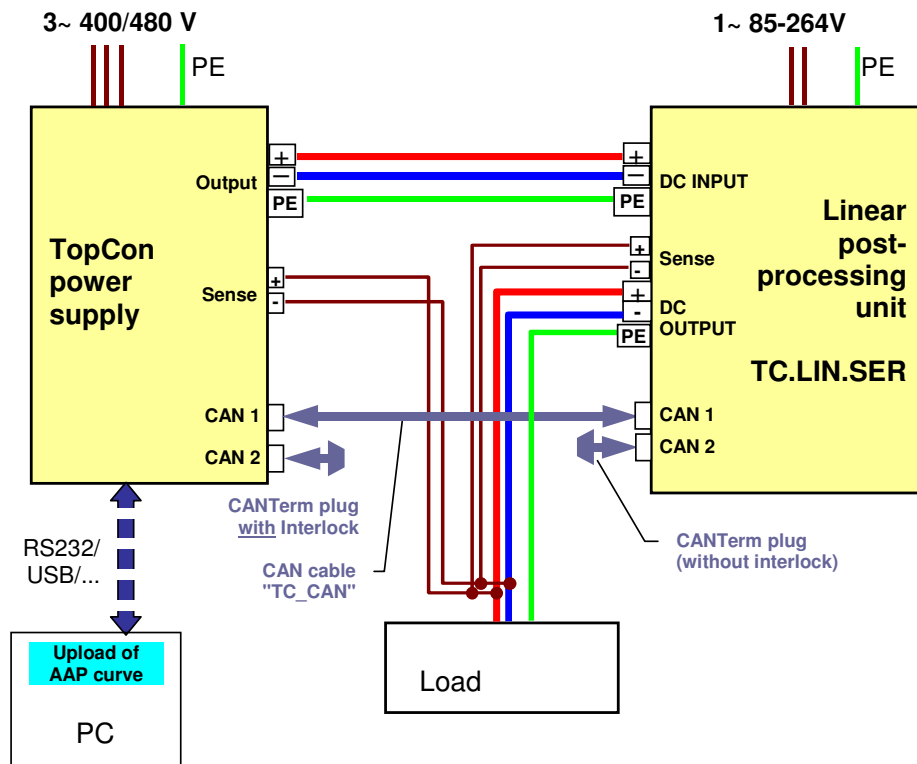 3~ 400/480 V
1~ 85-264V
PE
PE
+
–
PE
Output
+
–
PE
DC INPUT
TopCon
power
supply
Sense
+
-
Linear
post-
processing
unit
TC.LIN.SER
+
-
Sense
+
-
PE
DC
OUTPUT
CAN 1
CAN 2
CAN 1
CAN 2
CANTerm plug
with Interlock
CAN cable
"TC_CAN"
CANTerm plug
(without interlock)
RS232/
USB/...
Upload of
AAP curve
PC
Load